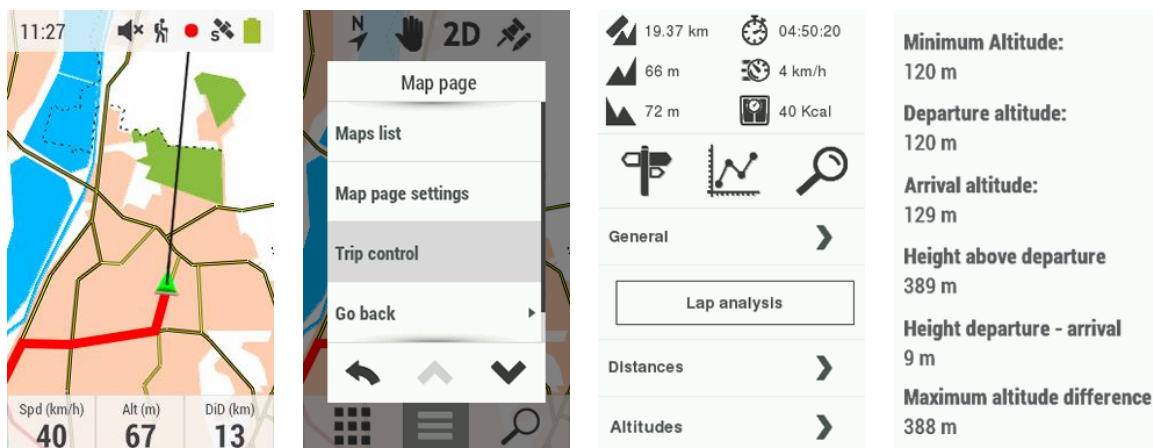 11:27
S
Spd (km/h)
Alt (m)
DiD (km)
40
67
13
N
2D
Map page
Maps list
Map page settings
Trip control
Go back
19.37 km
04:50:20
66 m
4 km/h
72 m
40 Kcal
General
Lap analysis
Distances
Altitudes
Minimum Altitude:
120 m
Departure altitude:
120 m
Arrival altitude:
129 m
Height above departure
389 m
Height departure - arrival
9 m
Maximum altitude difference
388 m